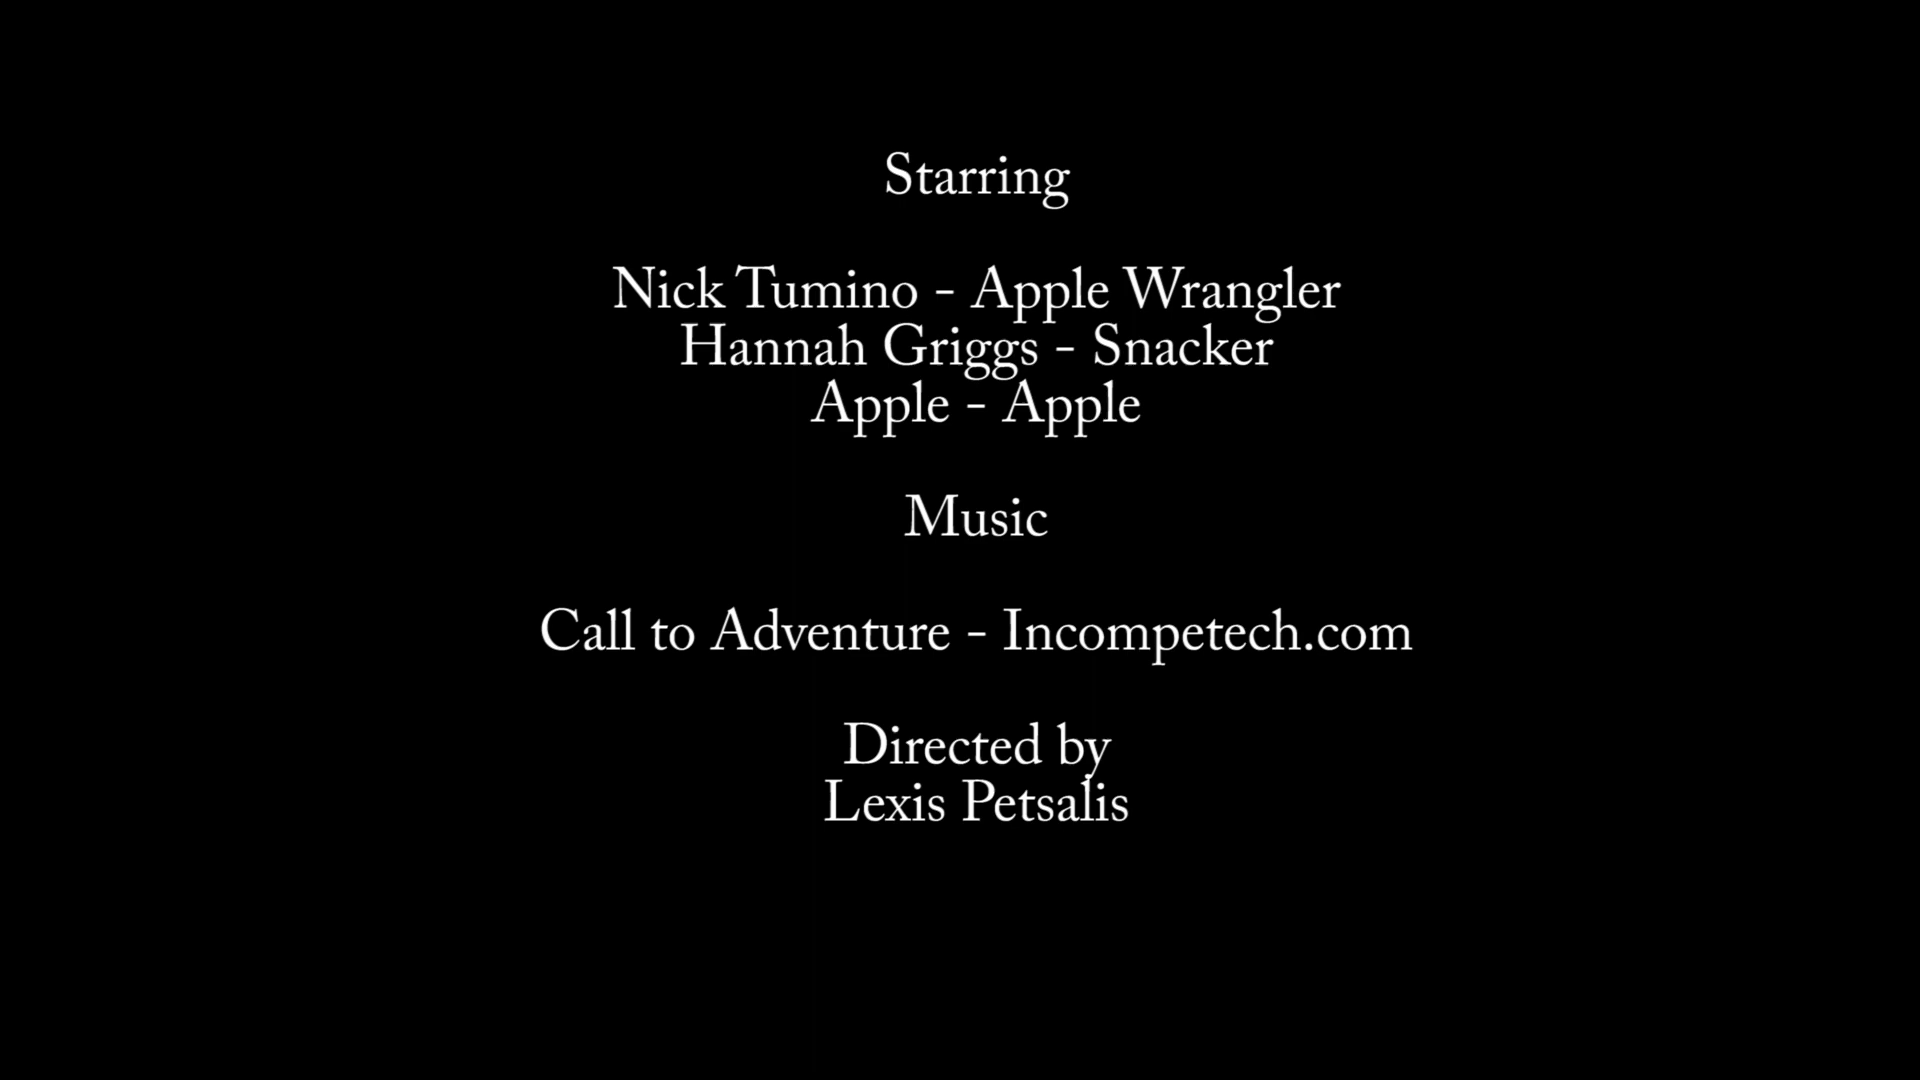 Starring
Nick Tumino - Apple Wrangler
Hannah Griggs - Snacker
Apple - Apple
Music
Call to Adventure - Incompetech.com
Directed by
Lexis Petsalis